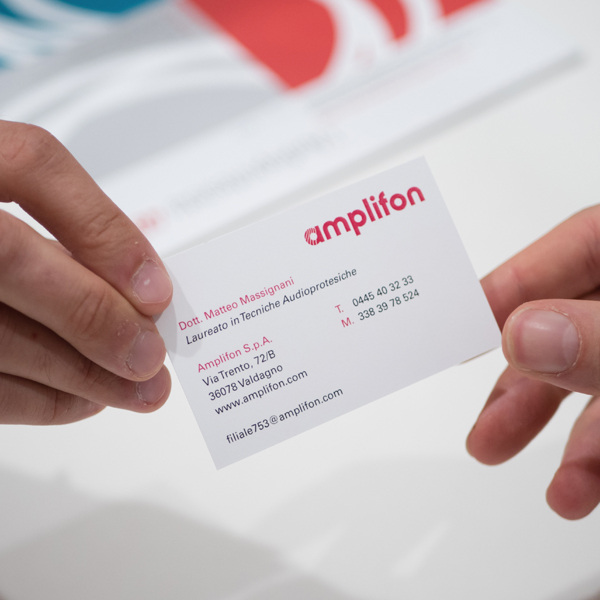 amplifon
Dott. Matteo Massignani
Laureato in Tecniche Audioprotesiche
T. 0445 40 32 33
M. 338 39 78 524
Amplifon S.p.A.
Via Trento, 72/B
36078 Valdagno
www.amplifon.com
filiale753@amplifon.com